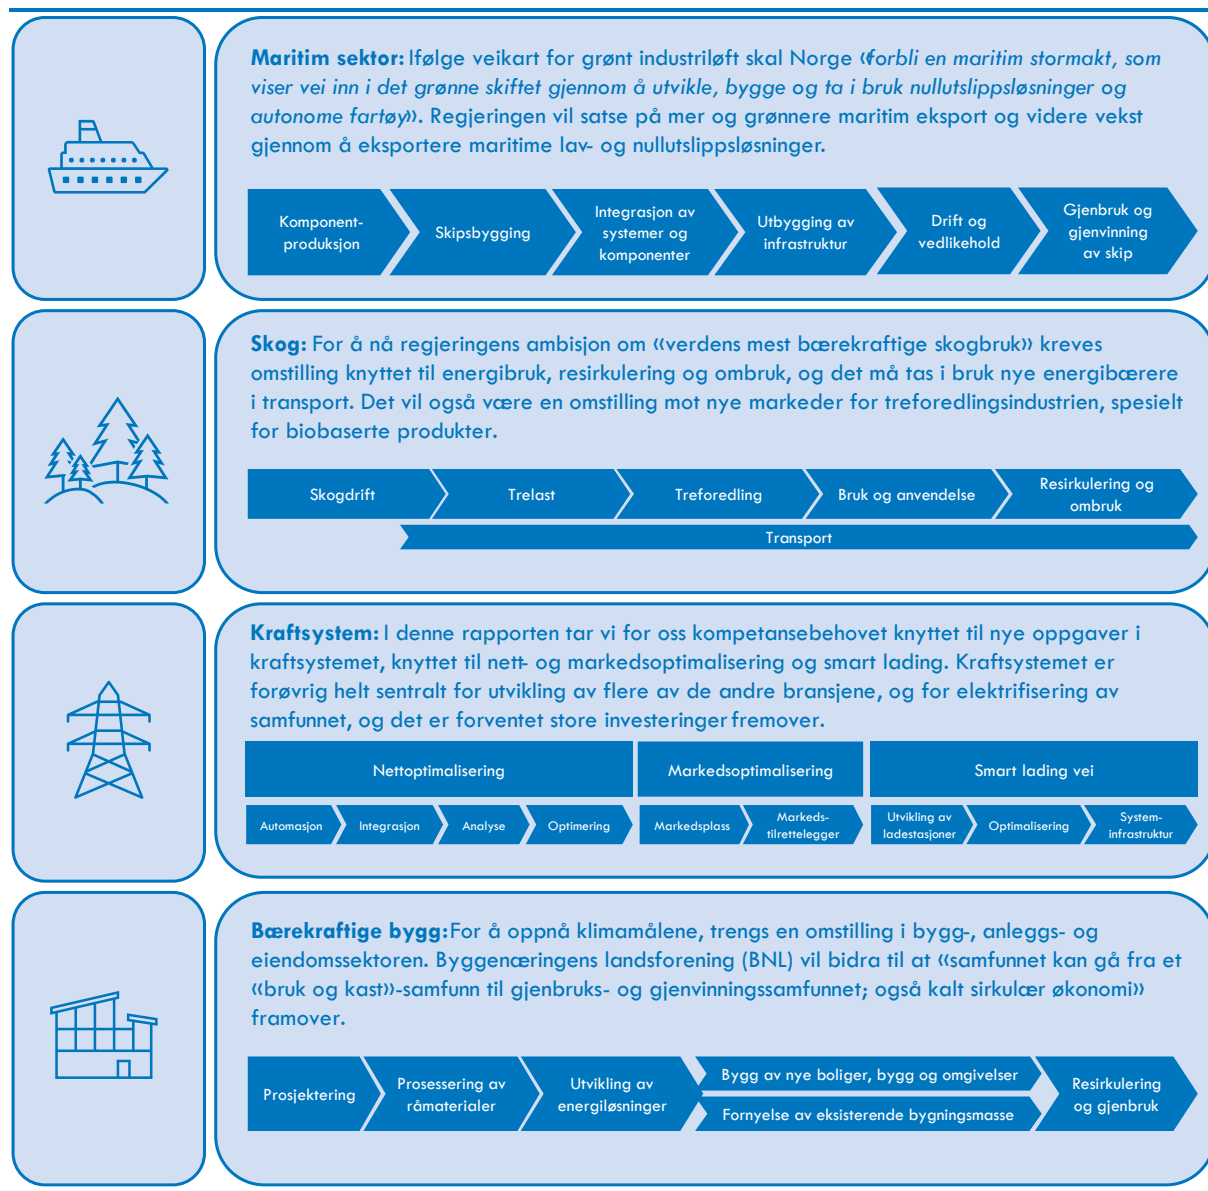 Maritim sektor: Ifølge veikart for grønt industriløft skal Norge «forbli en maritim stormakt, som
viser vei inn i det grønne skiftet gjennom å utvikle, bygge og ta i bruk nullutslippsløsninger og
autonome fartøy». Regjeringen vil satse på mer og grønnere maritim eksport og videre vekst
gjennom å eksportere maritime lav- og nullutslippsløsninger.
Komponent-
produksjon
Skipsbygging
Integrasjon av
systemer og
komponenter
Utbygging av
infrastruktur
Drift og
vedlikehold
Gjenbruk og
gjenvinning
av skip
Skog: For å nå regjeringens ambisjon om «verdens mest bærekraftige skogbruk» kreves
omstilling knyttet til energibruk, resirkulering og ombruk, og det må tas i bruk nye energibærere
i transport. Det vil også være en omstilling mot nye markeder for treforedlingsindustrien, spesielt
for biobaserte produkter.
Skogdrift
Trelast
Treforedling
Bruk og anvendelse
Resirkulering og
ombruk
Transport
Kraftsystem: I denne rapporten tar vi for oss kompetansebehovet knyttet til nye oppgaver i
kraftsystemet, knyttet til nett- og markedsoptimalisering og smart lading. Kraftsystemet er
forøvrig helt sentralt for utvikling av flere av de andre bransjene, og for elektrifisering av
samfunnet, og det er forventet store investeringer fremover.
Nettoptimalisering
Markedsoptimalisering
Smart lading vei
Automasjon
Integrasjon
Analyse
Optimering
Markedsplass
Markeds-
tilrettelegger
Utvikling av
ladestasjoner
Optimalisering
System-
infrastruktur
Bærekraftige bygg: For å oppnå klimamålene, trengs en omstilling i bygg-, anleggs- og
eiendomssektoren. Byggenæringens landsforening (BNL) vil bidra til at «samfunnet kan gå fra et
«bruk og kast»-samfunn til gjenbruks- og gjenvinningssamfunnet; også kalt sirkulær økonomi»
framover.
Prosjektering
Prosessering av
råmaterialer
Utvikling av
energiløsninger
Bygg av nye boliger, bygg og omgivelser
Fornyelse av eksisterende bygningsmasse
Resirkulering
og gjenbruk